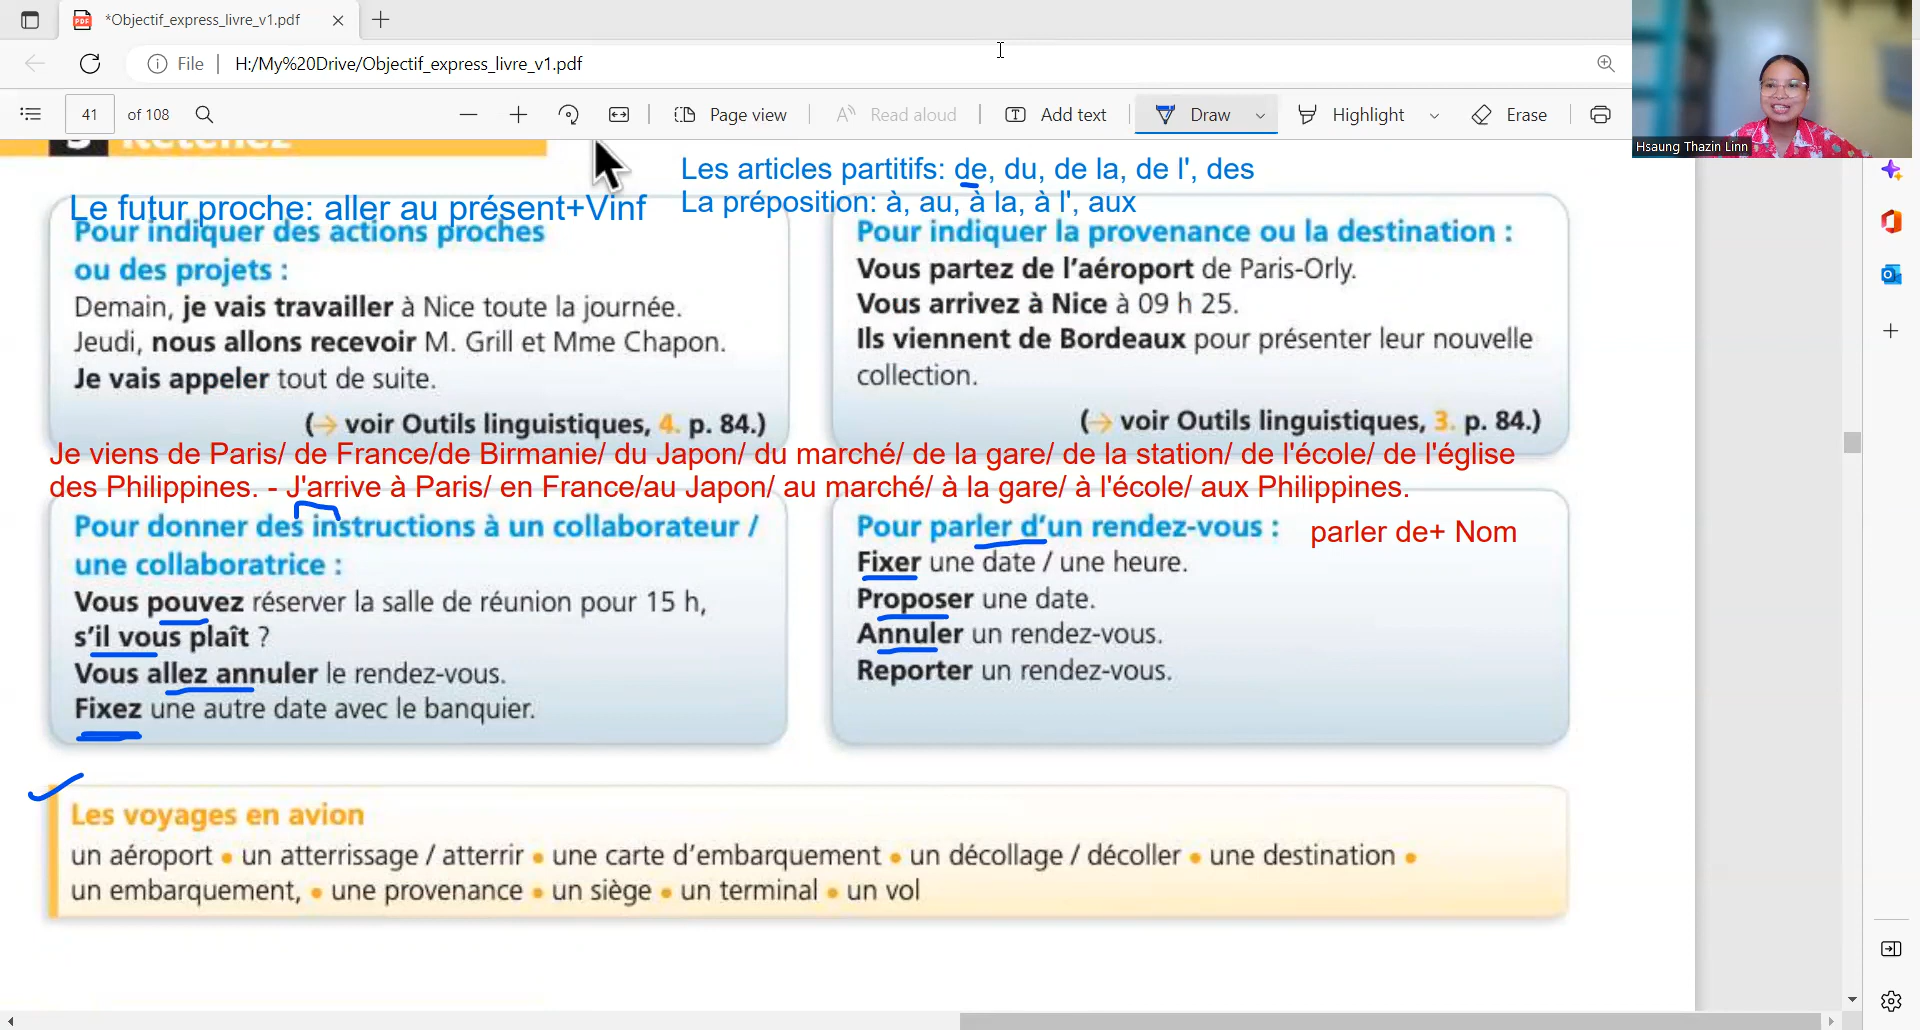 *Objectif_express_livre_v1.pdf
File | H:/My%20Drive/Objectif_express_livre_v1.pdf
41 of 108
Page view
Read aloud
Add text
Draw
Highlight
Erase
Hsaung Thazin Linn
Retenez
Les articles partitifs: de, du, de la, de l', des
La préposition: à, au, à la, à l', aux
Le futur proche: aller au présent+Vinf
Pour indiquer des actions proches
ou des projets :
Demain, je vais travailler à Nice toute la journée.
Jeudi, nous allons recevoir M. Grill et Mme Chapon.
Je vais appeler tout de suite.
(→ voir Outils linguistiques, 4. p. 84.)
Pour indiquer la provenance ou la destination :
Vous partez de l'aéroport de Paris-Orly.
Vous arrivez à Nice à 09 h 25.
Ils viennent de Bordeaux pour présenter leur nouvelle
collection.
(→ voir Outils linguistiques, 3. p. 84.)
Je viens de Paris/ de France/de Birmanie/ du Japon/ du marché/ de la gare/ de la station/ de l'école/ de l'église
des Philippines. - J'arrive à Paris/ en France/au Japon/ au marché/ à la gare/ à l'école/ aux Philippines.
Pour donner des instructions à un collaborateur /
une collaboratrice :
Vous pouvez réserver la salle de réunion pour 15 h,
s'il vous plaît ?
Vous allez annuler le rendez-vous.
Fixez une autre date avec le banquier.
Pour parler d'un rendez-vous :
parler de+ Nom
Fixer une date / une heure.
Proposer une date.
Annuler un rendez-vous.
Reporter un rendez-vous.
Les voyages en avion
un aéroport • un atterrissage / atterrir • une carte d'embarquement • un décollage / décoller • une destination •
un embarquement, • une provenance • un siège • un terminal • un vol